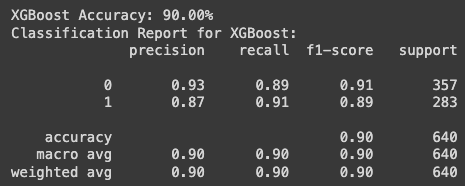 XGBoost Accuracy: 90.00%
Classification Report for XGBoost:
precision recall f1-score support
0 0.93 0.89 0.91 357
1 0.87 0.91 0.89 283
accuracy 0.90 640
macro avg 0.90 0.90 0.90 640
weighted avg 0.90 0.90 0.90 640